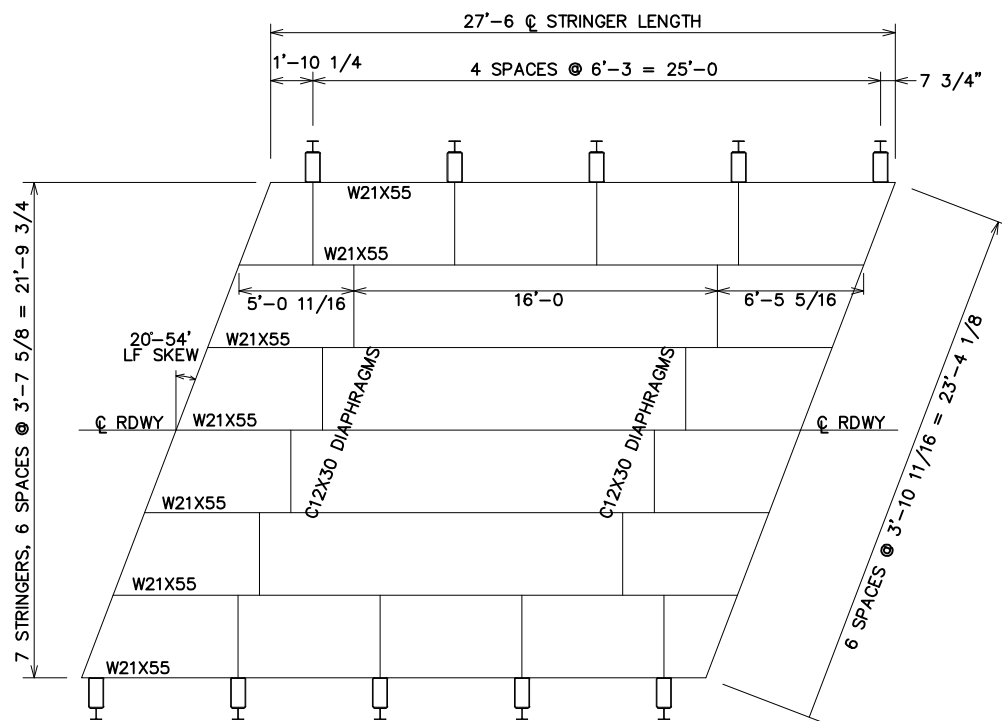 27'-6 ℄ STRINGER LENGTH
1'-10 1/4
4 SPACES @ 6'-3 = 25'-0
7 3/4"
W21X55
W21X55
5'-0 11/16
16'-0
6'-5 5/16
20°-54'
LF SKEW
W21X55
℄ RDWY
W21X55
℄ RDWY
C12X30 DIAPHRAGMS
C12X30 DIAPHRAGMS
W21X55
W21X55
W21X55
7 STRINGERS, 6 SPACES @ 3'-7 5/8 = 21'-9 3/4
6 SPACES @ 3'-10 11/16 = 23'-4 1/8